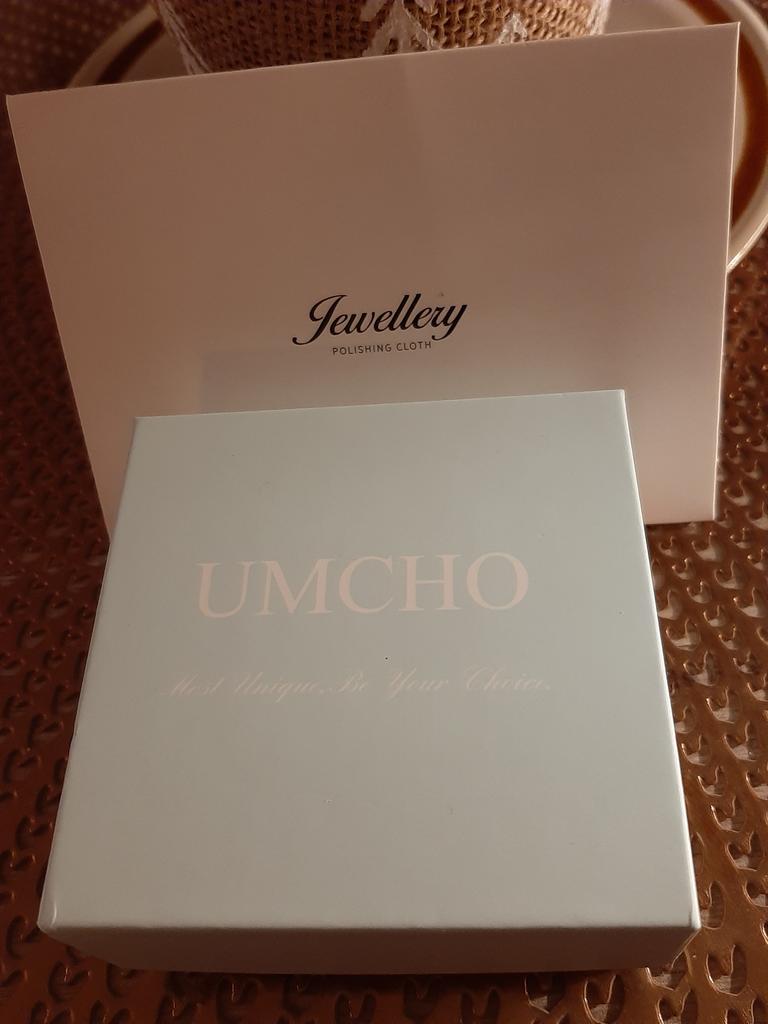 Jewellery
POLISHING CLOTH
UMCHO
Most Unique, Be Your Choice.